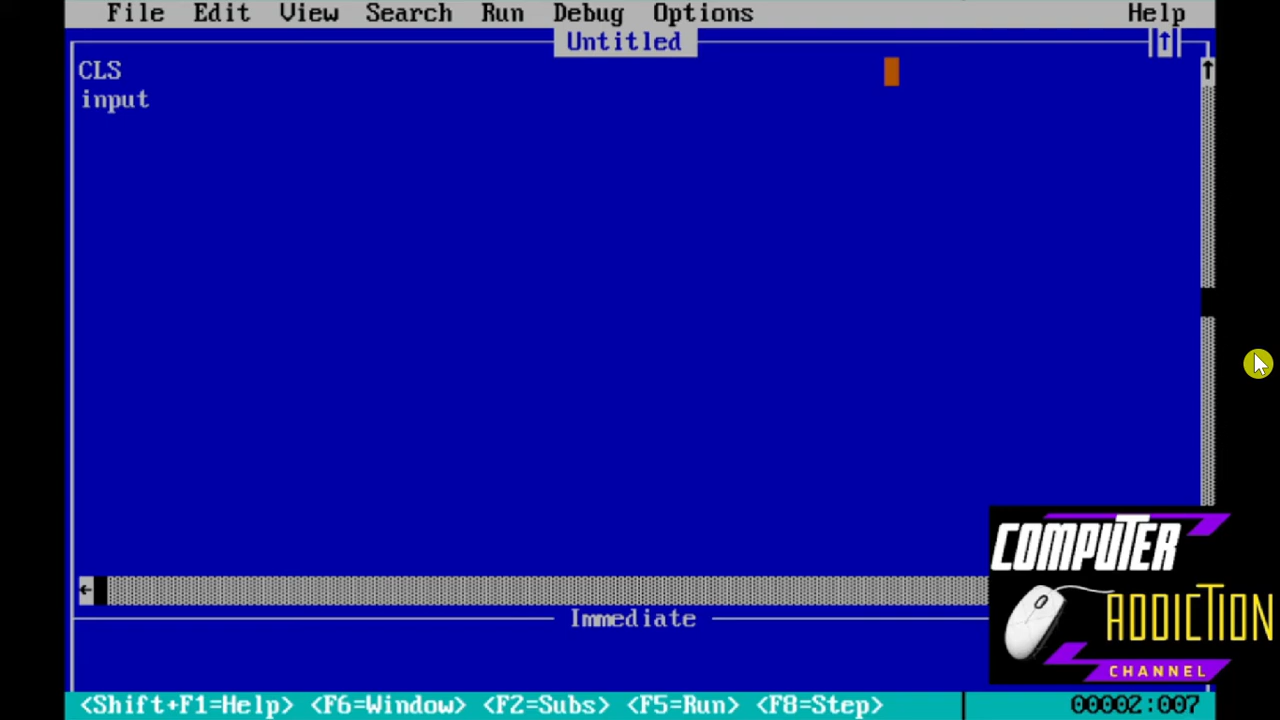 File Edit View Search Run Debug Options Help
Untitled
CLS
input
Immediate
<Shift+F1=Help> <F6=Window> <F2=Subs> <F5=Run> <F8=Step> 00002:007
COMPUTER
ADDICTION
CHANNEL